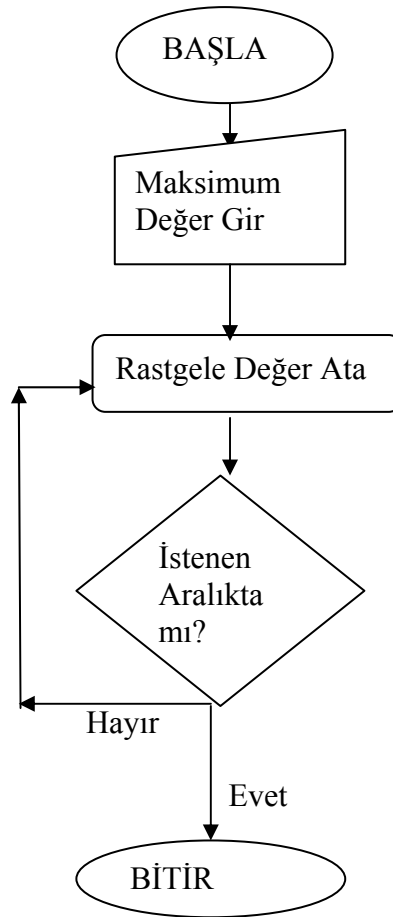 BAŞLA
Maksimum
Değer Gir
Rastgele Değer Ata
İstenen
Aralıkta
mı?
Hayır
Evet
BİTİR